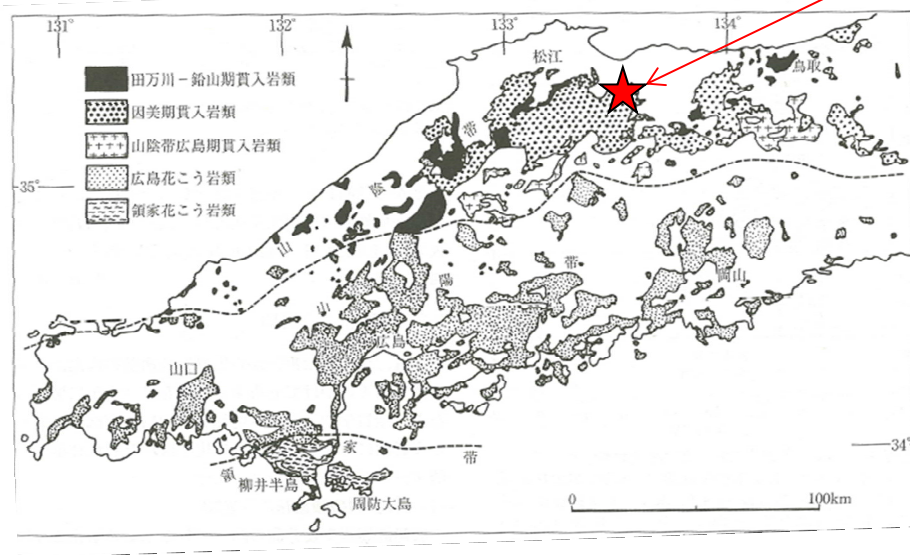 131° 132° 133° 134°
松江
鳥取
田万川−鉛山期貫入岩類
因美期貫入岩類
山陰帯広島期貫入岩類
広島花こう岩類
領家花こう岩類
35°
山陰帯
山陽帯
岡山
広島
山口
34°
領家帯
柳井半島
周防大島
0 100km